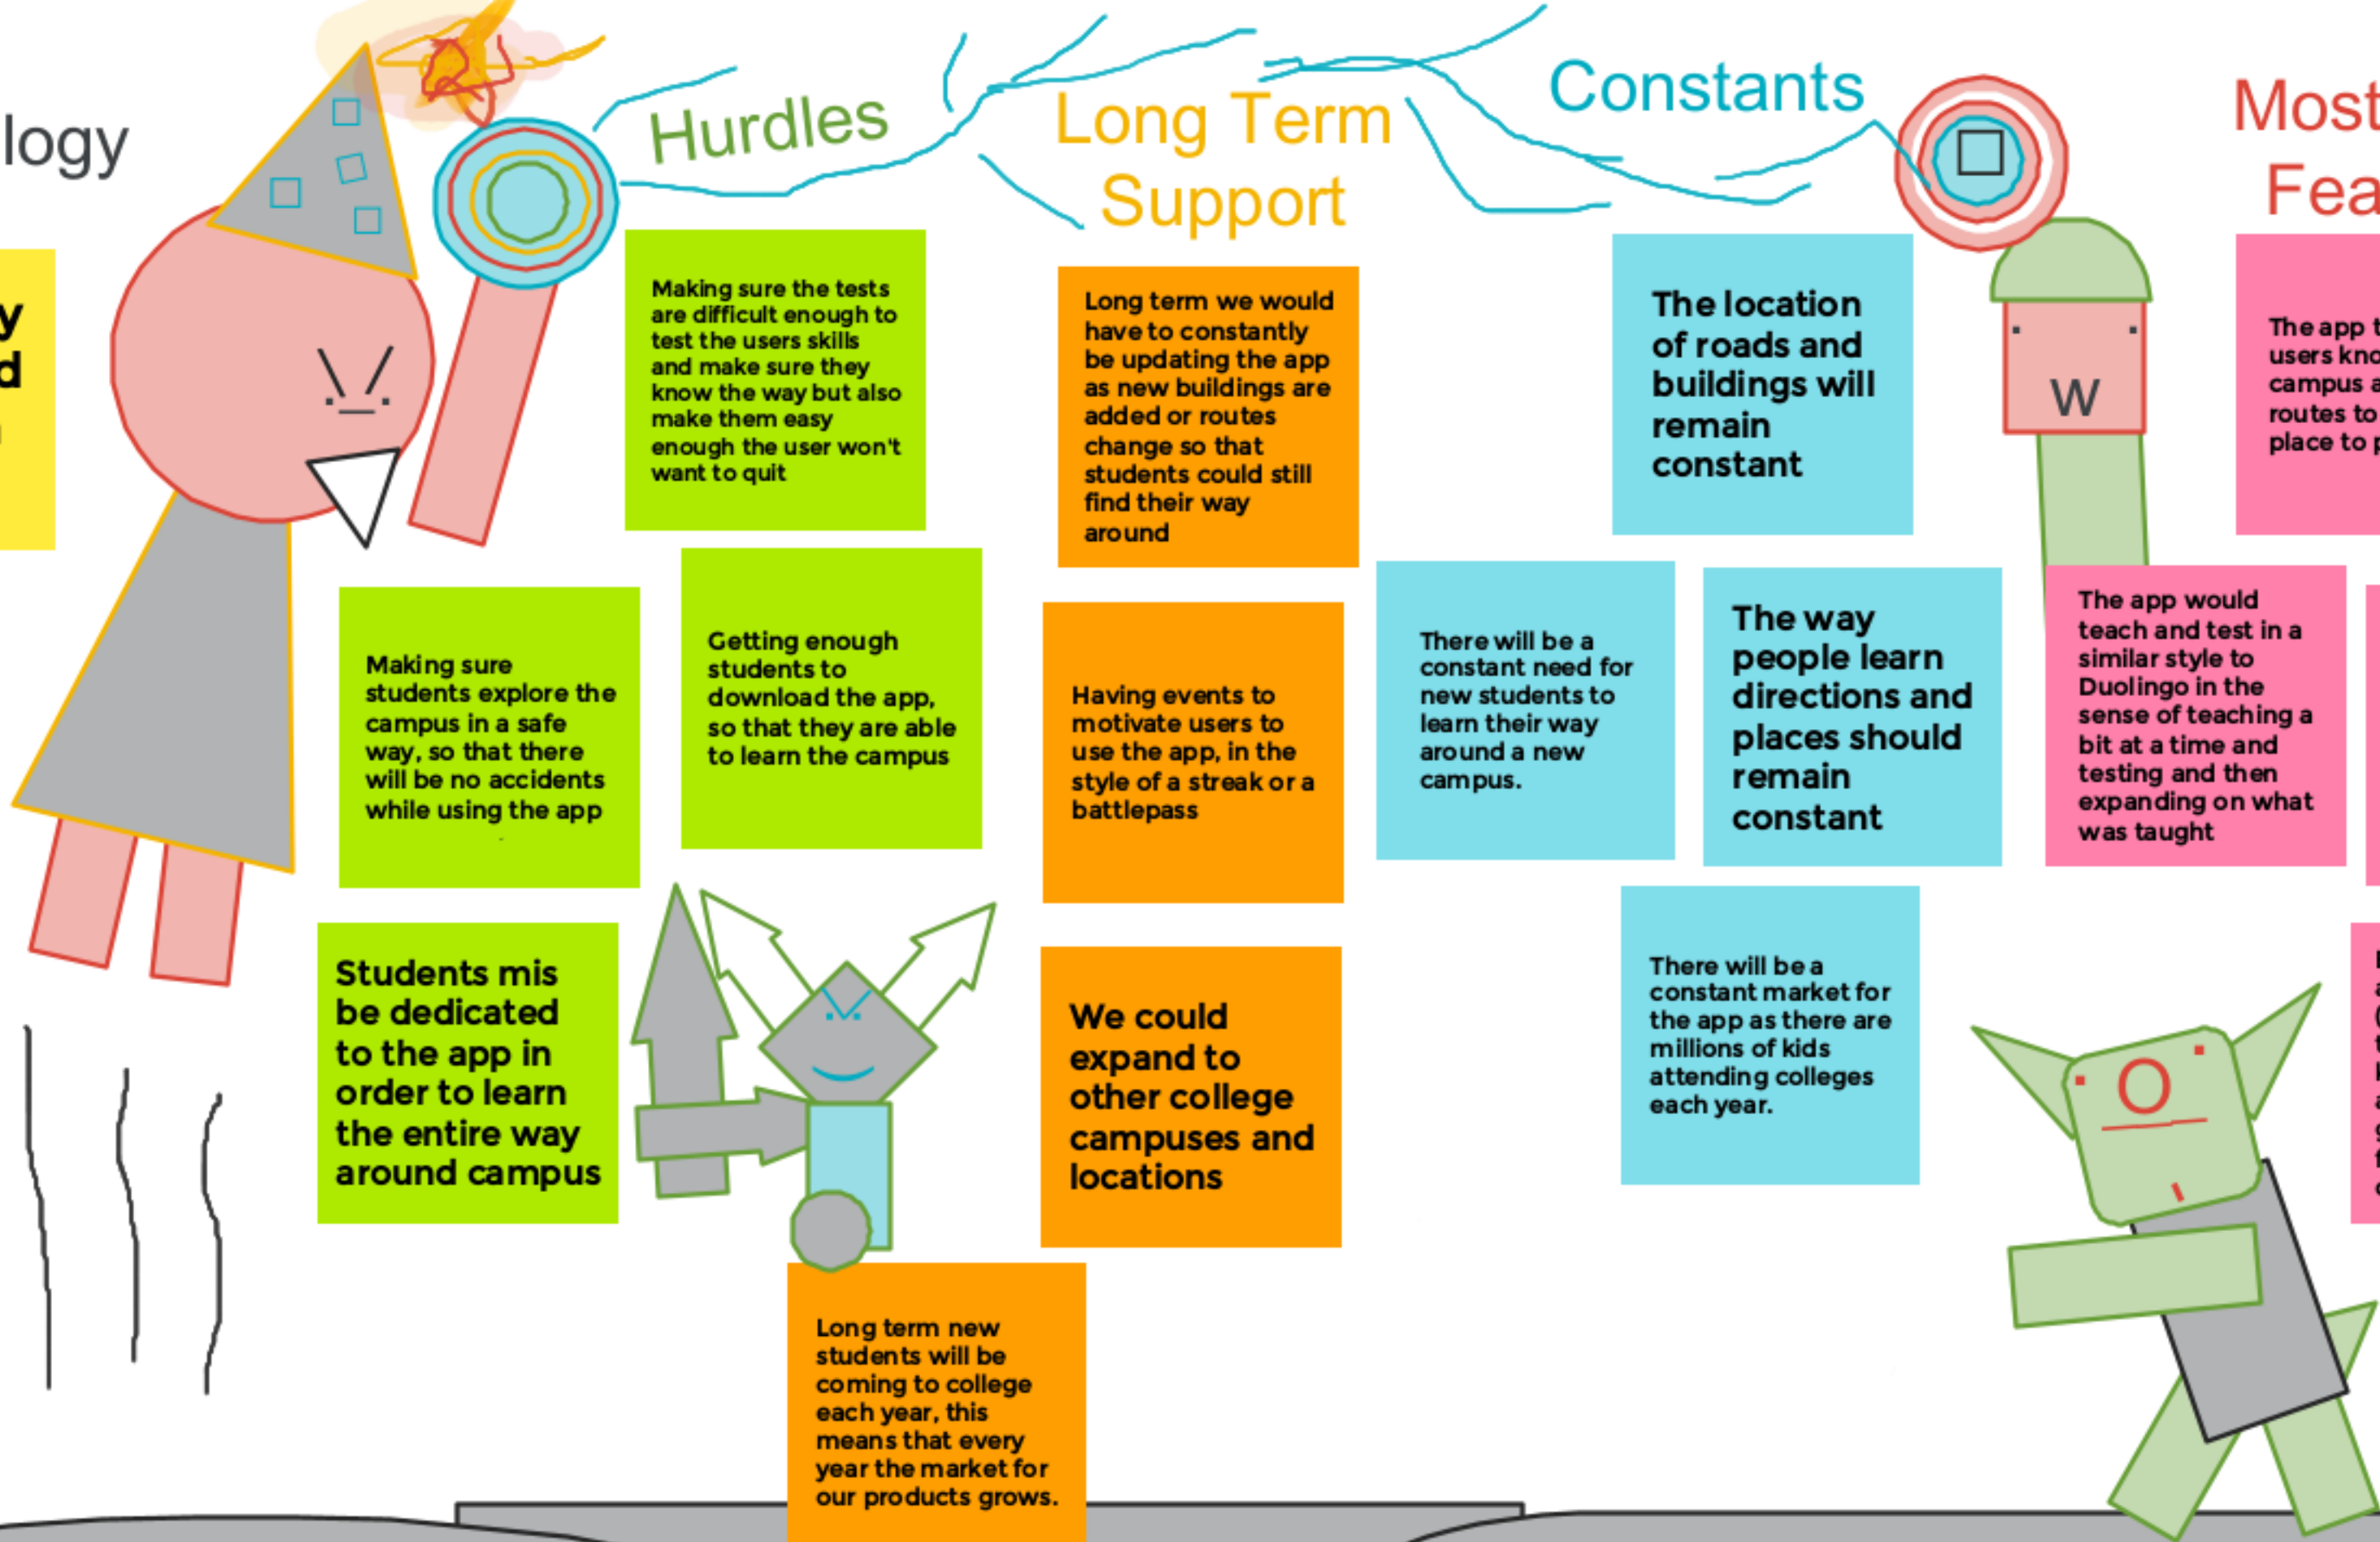 logy
Hurdles
Long Term
Support
Constants
Most
Fea
y
d
Making sure the tests
are difficult enough to
test the users skills
and make sure they
know the way but also
make them easy
enough the user won't
want to quit
Making sure
students explore the
campus in a safe
way, so that there
will be no accidents
while using the app
.
Getting enough
students to
download the app,
so that they are able
to learn the campus
Students mis
be dedicated
to the app in
order to learn
the entire way
around campus
Long term we would
have to constantly
be updating the app
as new buildings are
added or routes
change so that
students could still
find their way
around
Having events to
motivate users to
use the app, in the
style of a streak or a
battlepass
We could
expand to
other college
campuses and
locations
Long term new
students will be
coming to college
each year, this
means that every
year the market for
our products grows.
The location
of roads and
buildings will
remain
constant
There will be a
constant need for
new students to
learn their way
around a new
campus.
The way
people learn
directions and
places should
remain
constant
There will be a
constant market for
the app as there are
millions of kids
attending colleges
each year.
W
The app t
users kno
campus a
routes to
place to p
The app would
teach and test in a
similar style to
Duolingo in the
sense of teaching a
bit at a time and
testing and then
expanding on what
was taught
O